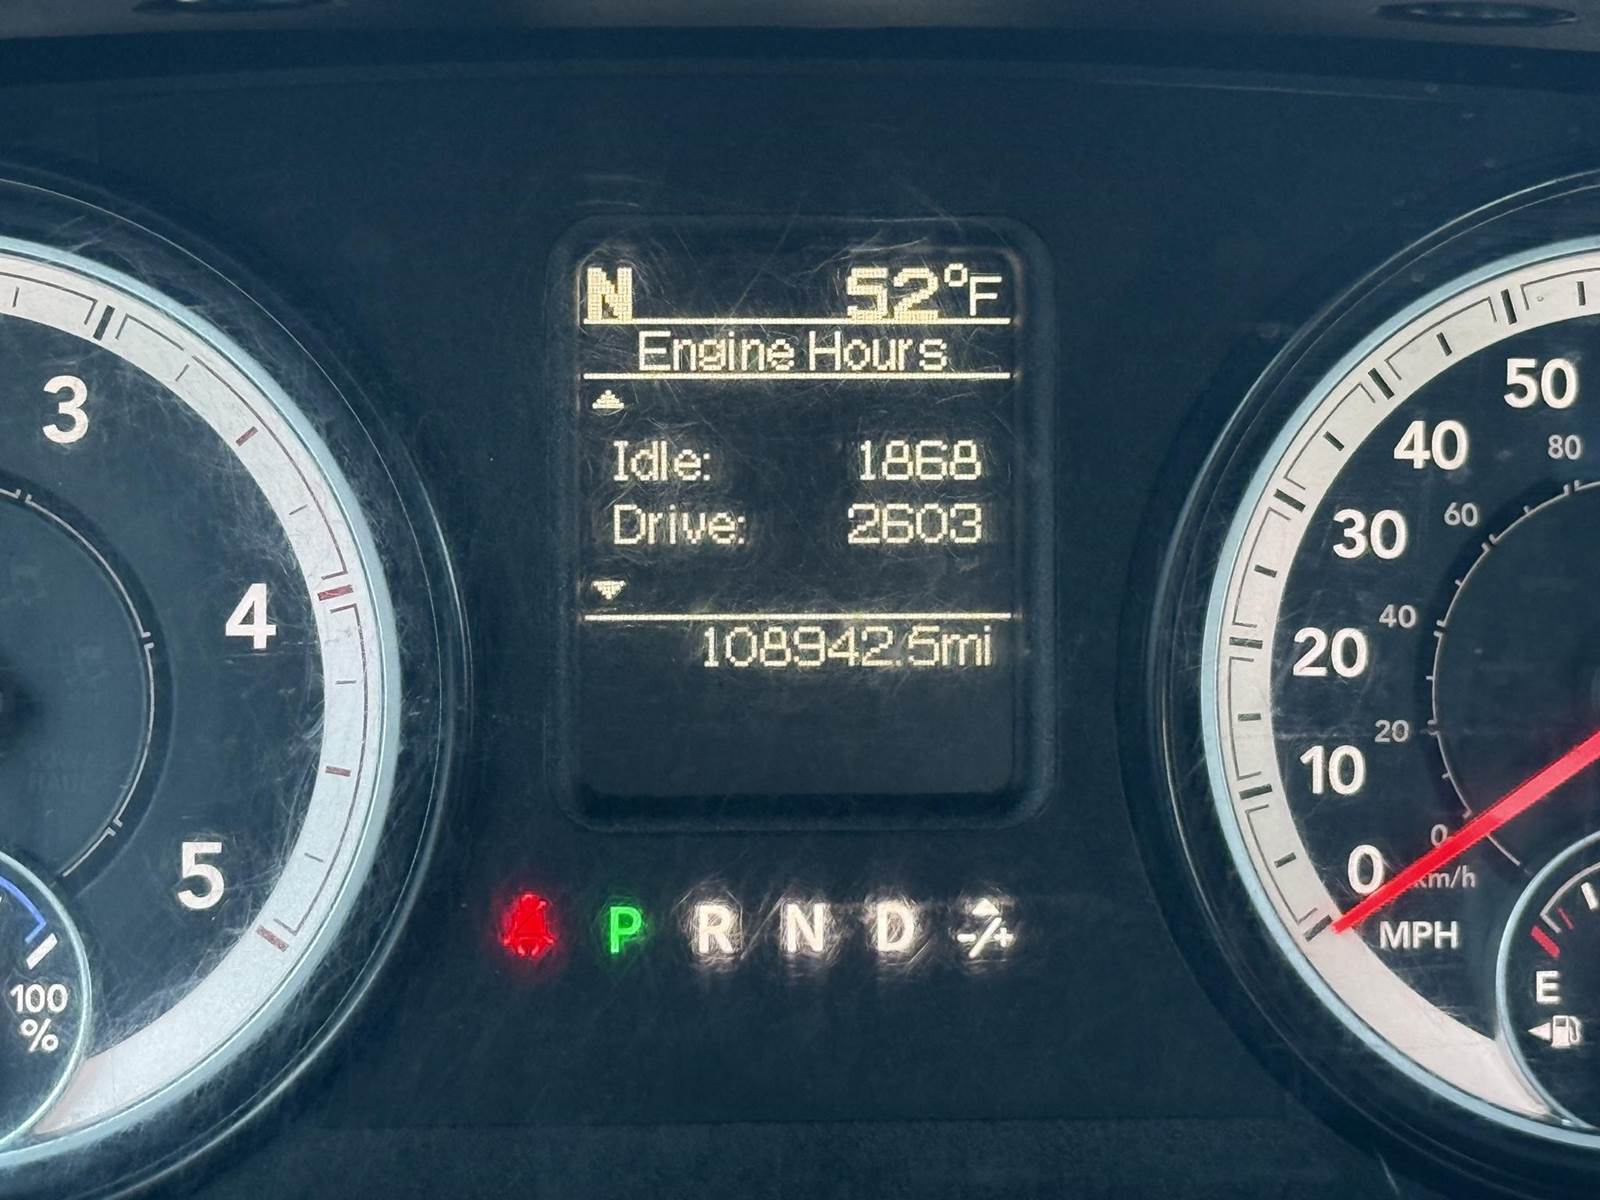 N 52°F
Engine Hours
Idle: 1868
Drive: 2603
108942.5mi
P R N D -/+
3
4
5
100
%
50
40
30
20
10
0
80
60
40
20
0
km/h
MPH
E